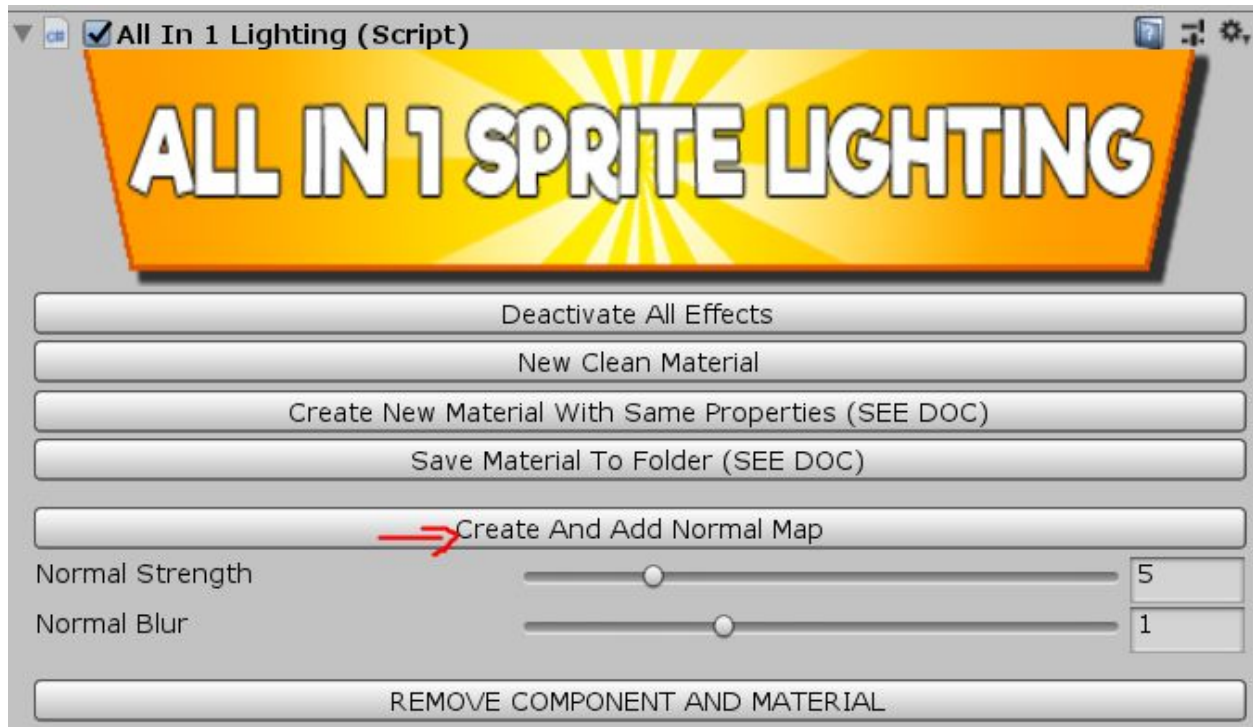 All In 1 Lighting (Script)
ALL IN 1 SPRITE LIGHTING
Deactivate All Effects
New Clean Material
Create New Material With Same Properties (SEE DOC)
Save Material To Folder (SEE DOC)
Create And Add Normal Map
Normal Strength 5
Normal Blur 1
REMOVE COMPONENT AND MATERIAL